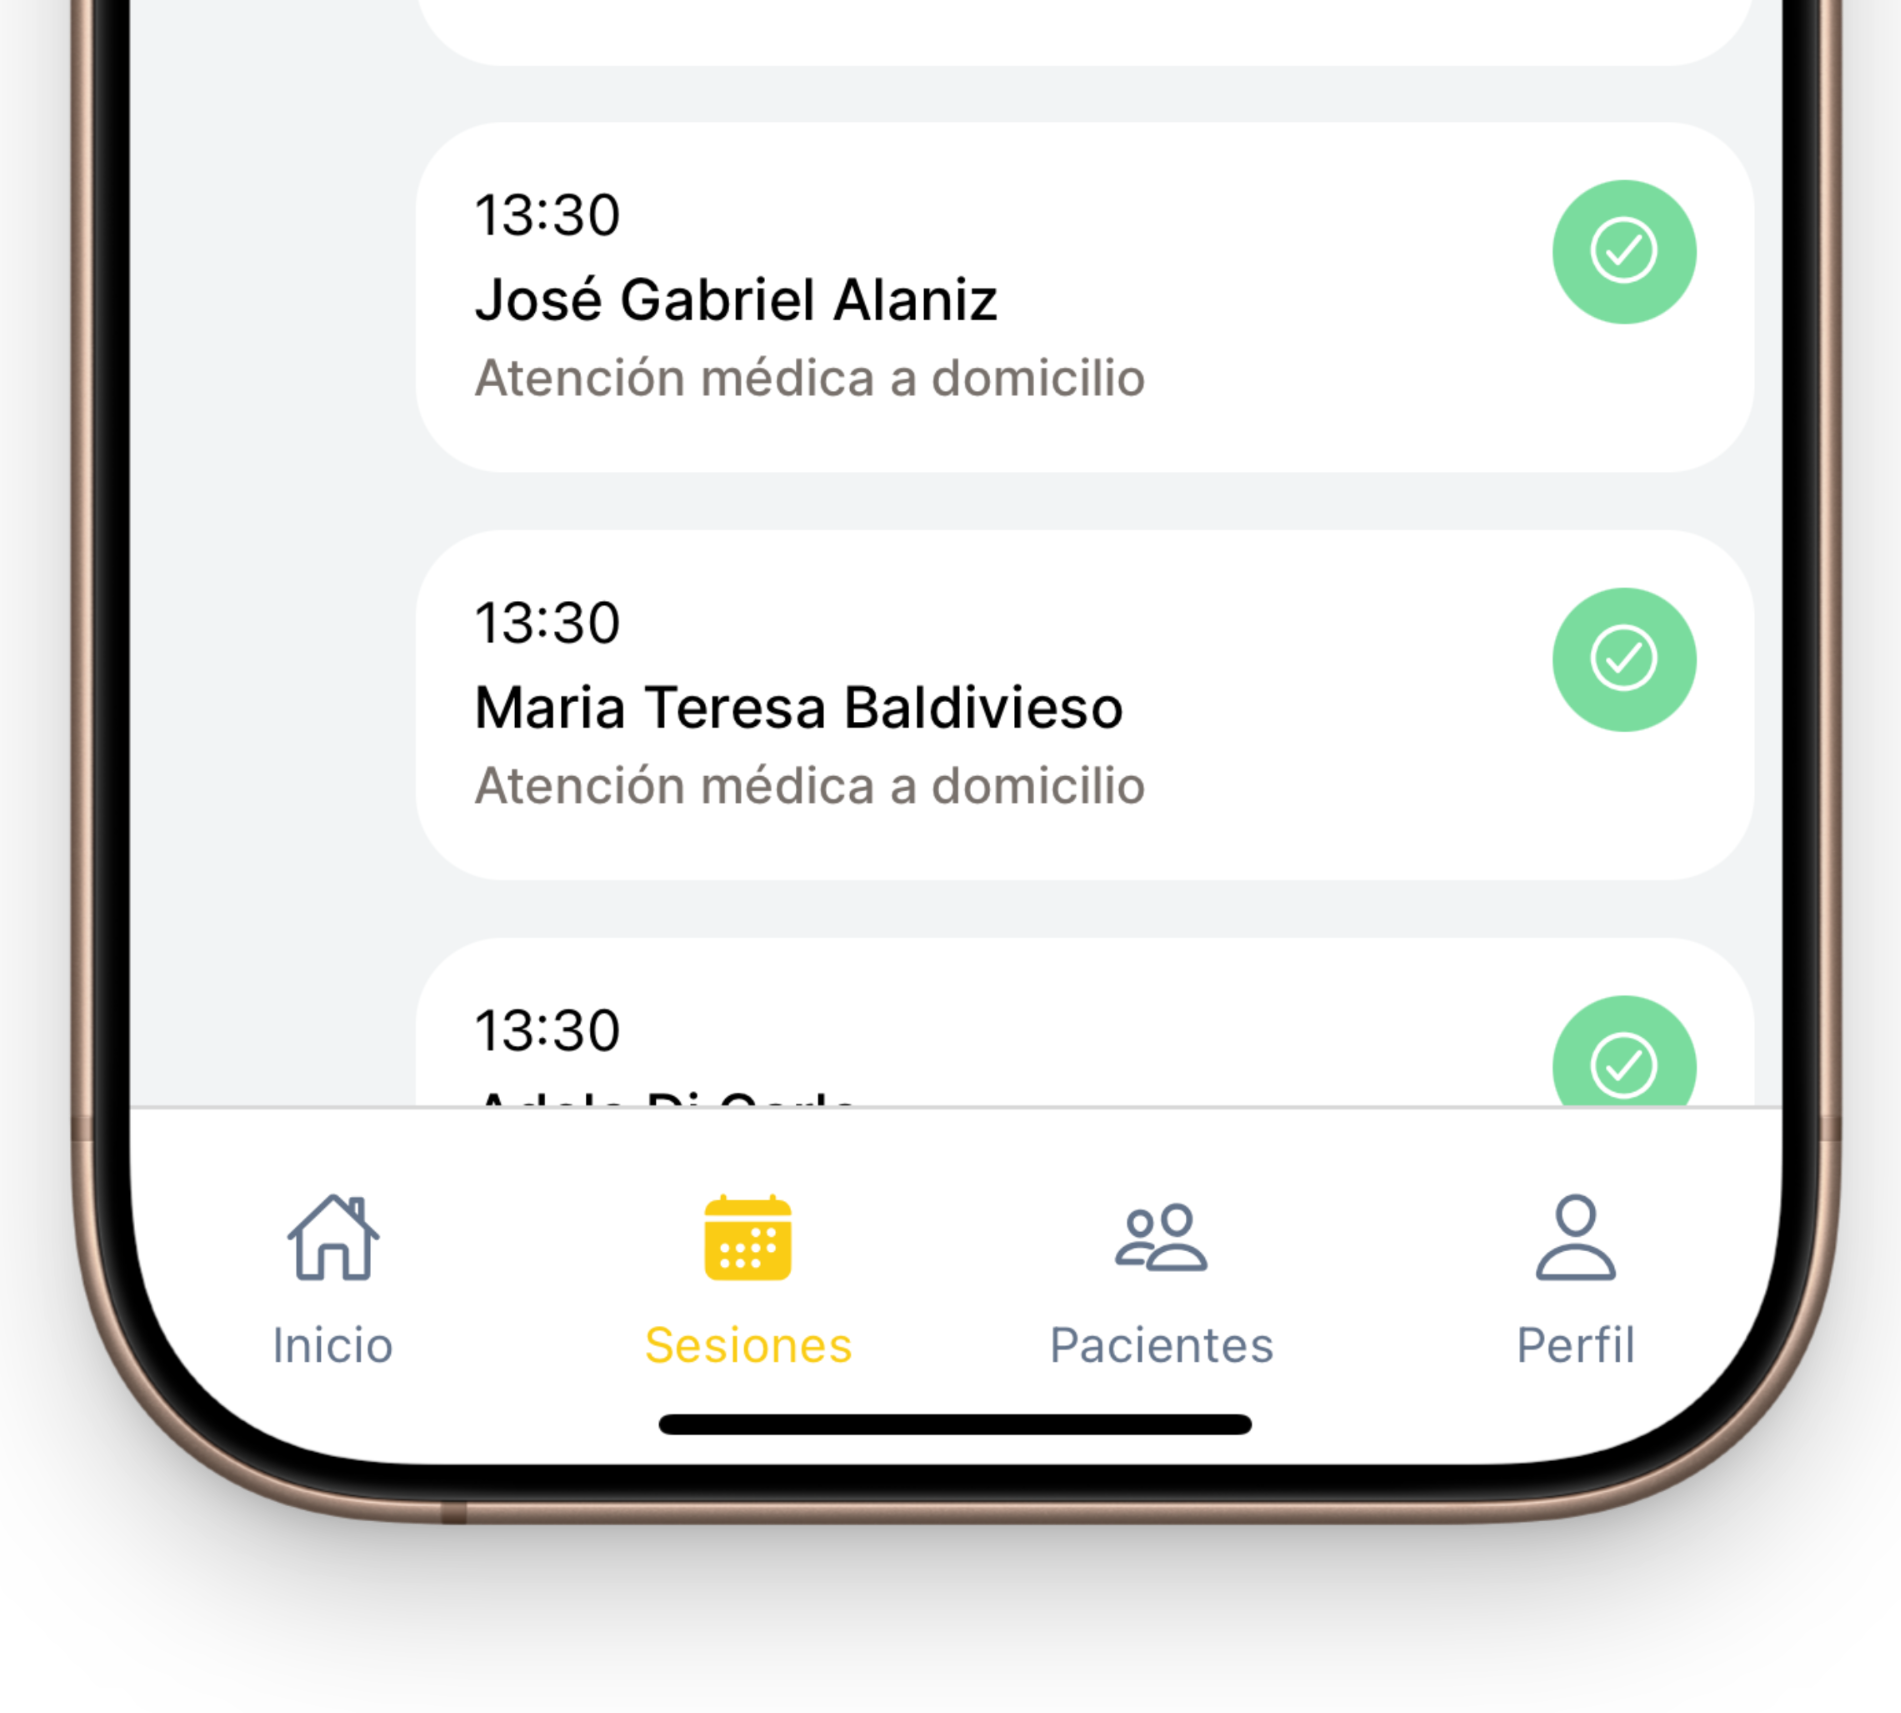 13:30
José Gabriel Alaniz
Atención médica a domicilio
13:30
Maria Teresa Baldivieso
Atención médica a domicilio
13:30
Inicio
Sesiones
Pacientes
Perfil